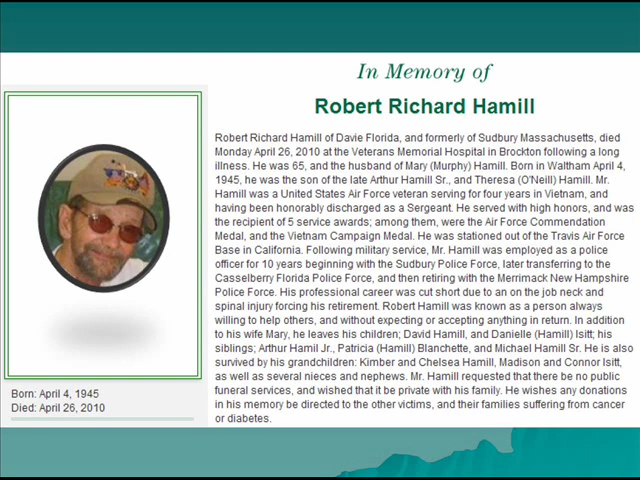 In Memory of
Robert Richard Hamill
Robert Richard Hamill of Davie Florida, and formerly of Sudbury Massachusetts, died
Monday April 26, 2010 at the Veterans Memorial Hospital in Brockton following a long
illness. He was 65, and the husband of Mary (Murphy) Hamill. Born in Waltham April 4,
1945, he was the son of the late Arthur Hamill Sr., and Theresa (O'Neill) Hamill. Mr.
Hamill was a United States Air Force veteran serving for four years in Vietnam, and
having been honorably discharged as a Sergeant. He served with high honors, and was
the recipient of 5 service awards; among them, were the Air Force Commendation
Medal, and the Vietnam Campaign Medal. He was stationed out of the Travis Air Force
Base in California. Following military service, Mr. Hamill was employed as a police
officer for 10 years beginning with the Sudbury Police Force, later transferring to the
Casselberry Florida Police Force, and then retiring with the Merrimack New Hampshire
Police Force. His professional career was cut short due to an on the job neck and
spinal injury forcing his retirement. Robert Hamill was known as a person always
willing to help others, and without expecting or accepting anything in return. In addition
to his wife Mary, he leaves his children; David Hamill, and Danielle (Hamill) Isitt; his
siblings; Arthur Hamil Jr., Patricia (Hamill) Blanchette, and Michael Hamill Sr. He is also
survived by his grandchildren: Kimber and Chelsea Hamill, Madison and Connor Isitt,
as well as several nieces and nephews. Mr. Hamill requested that there be no public
funeral services, and wished that it be private with his family. He wishes any donations
in his memory be directed to the other victims, and their families suffering from cancer
or diabetes.
Born: April 4, 1945
Died: April 26, 2010